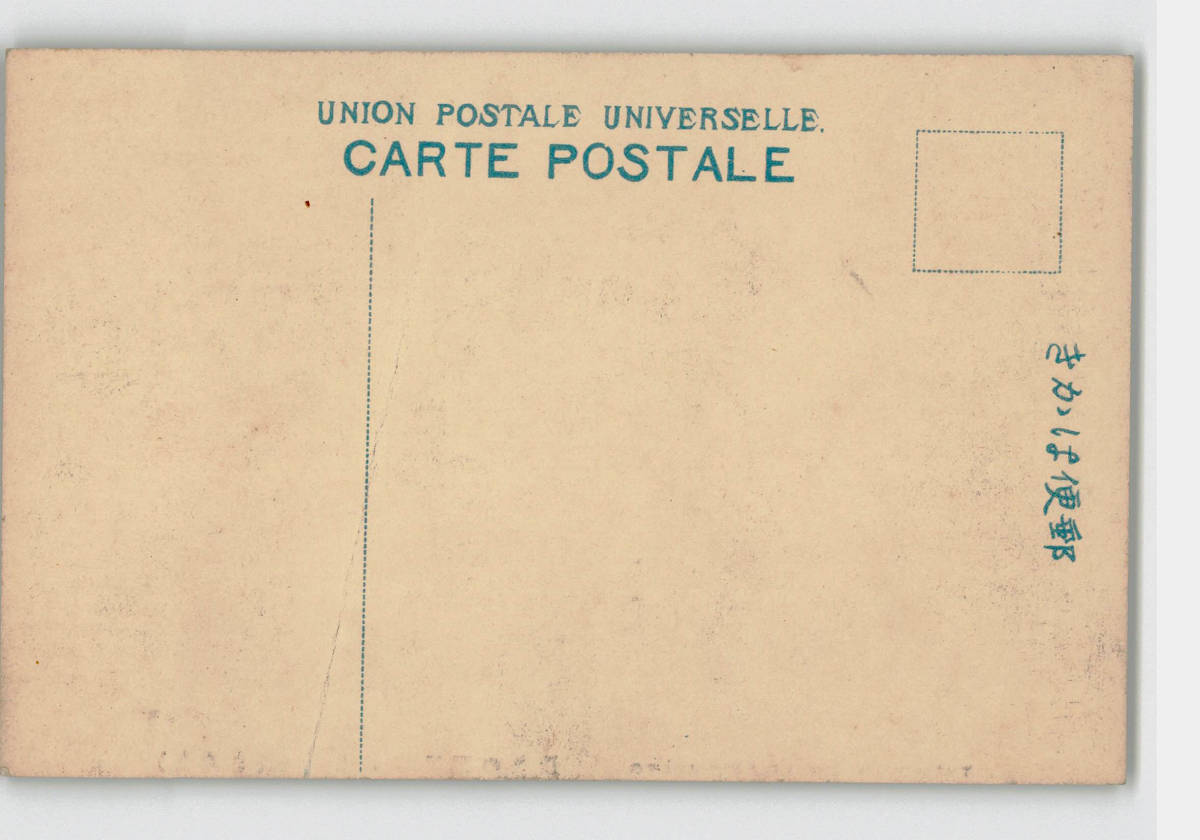 UNION POSTALE UNIVERSELLE.
CARTE POSTALE
きかは便郵